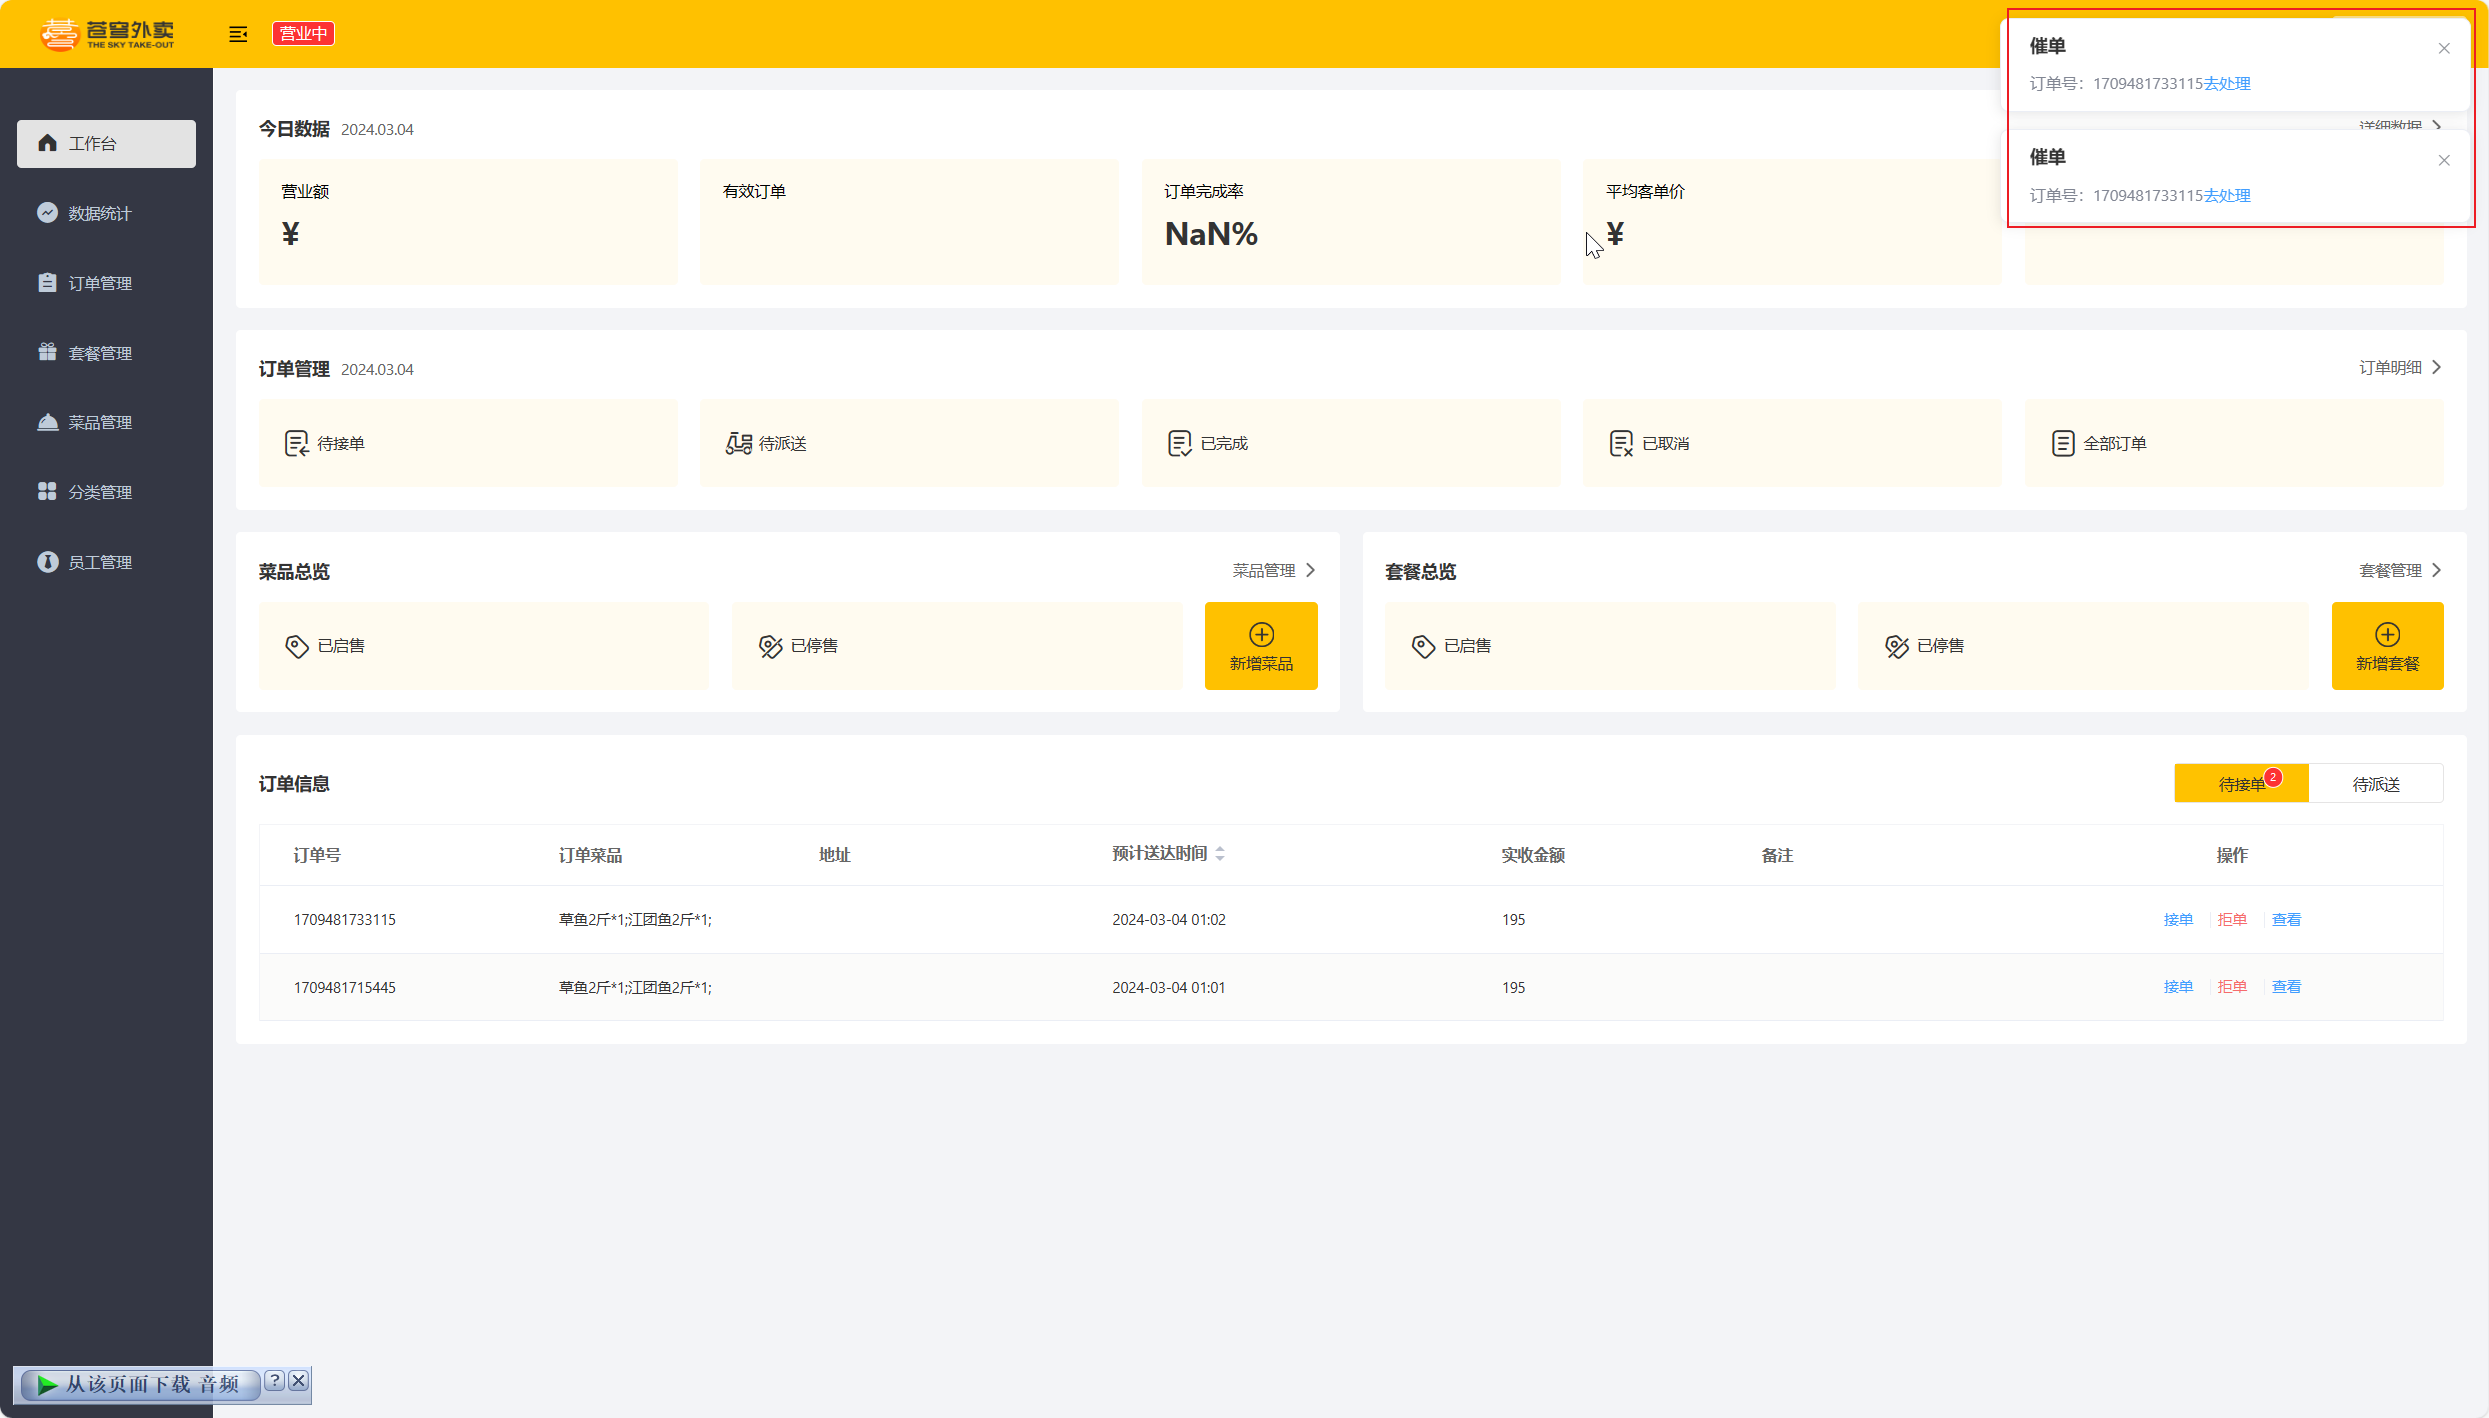 苍穹外卖
THE SKY TAKE-OUT
营业中
催单
订单号：1709481733115去处理
催单
订单号：1709481733115去处理
工作台
数据统计
订单管理
套餐管理
菜品管理
分类管理
员工管理
今日数据 2024.03.04
详细数据
营业额
¥
有效订单
订单完成率
NaN%
平均客单价
¥
订单管理 2024.03.04
订单明细
待接单
待派送
已完成
已取消
全部订单
菜品总览
菜品管理
已启售
已停售
新增菜品
套餐总览
套餐管理
已启售
已停售
新增套餐
订单信息
待接单 2
待派送
订单号 订单菜品 地址 预计送达时间 实收金额 备注 操作
1709481733115 草鱼2斤*1;江团鱼2斤*1; 2024-03-04 01:02 195 接单 拒单 查看
1709481715445 草鱼2斤*1;江团鱼2斤*1; 2024-03-04 01:01 195 接单 拒单 查看
从该页面下载 音频 ?